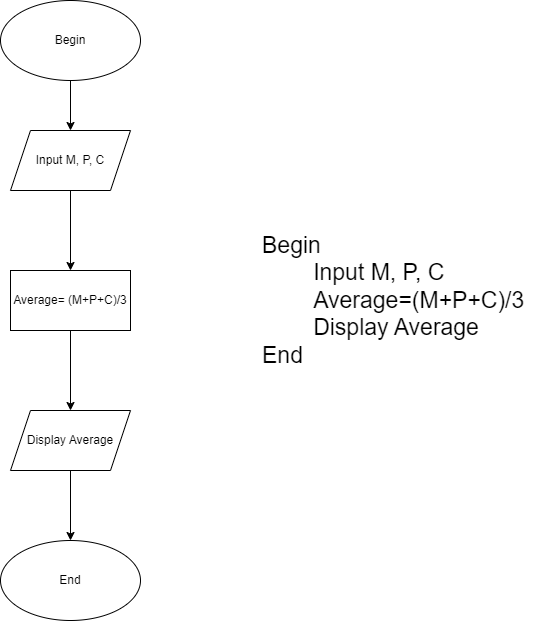 Begin
Input M, P, C
Average= (M+P+C)/3
Display Average
End
Begin
Input M, P, C
Average=(M+P+C)/3
Display Average
End